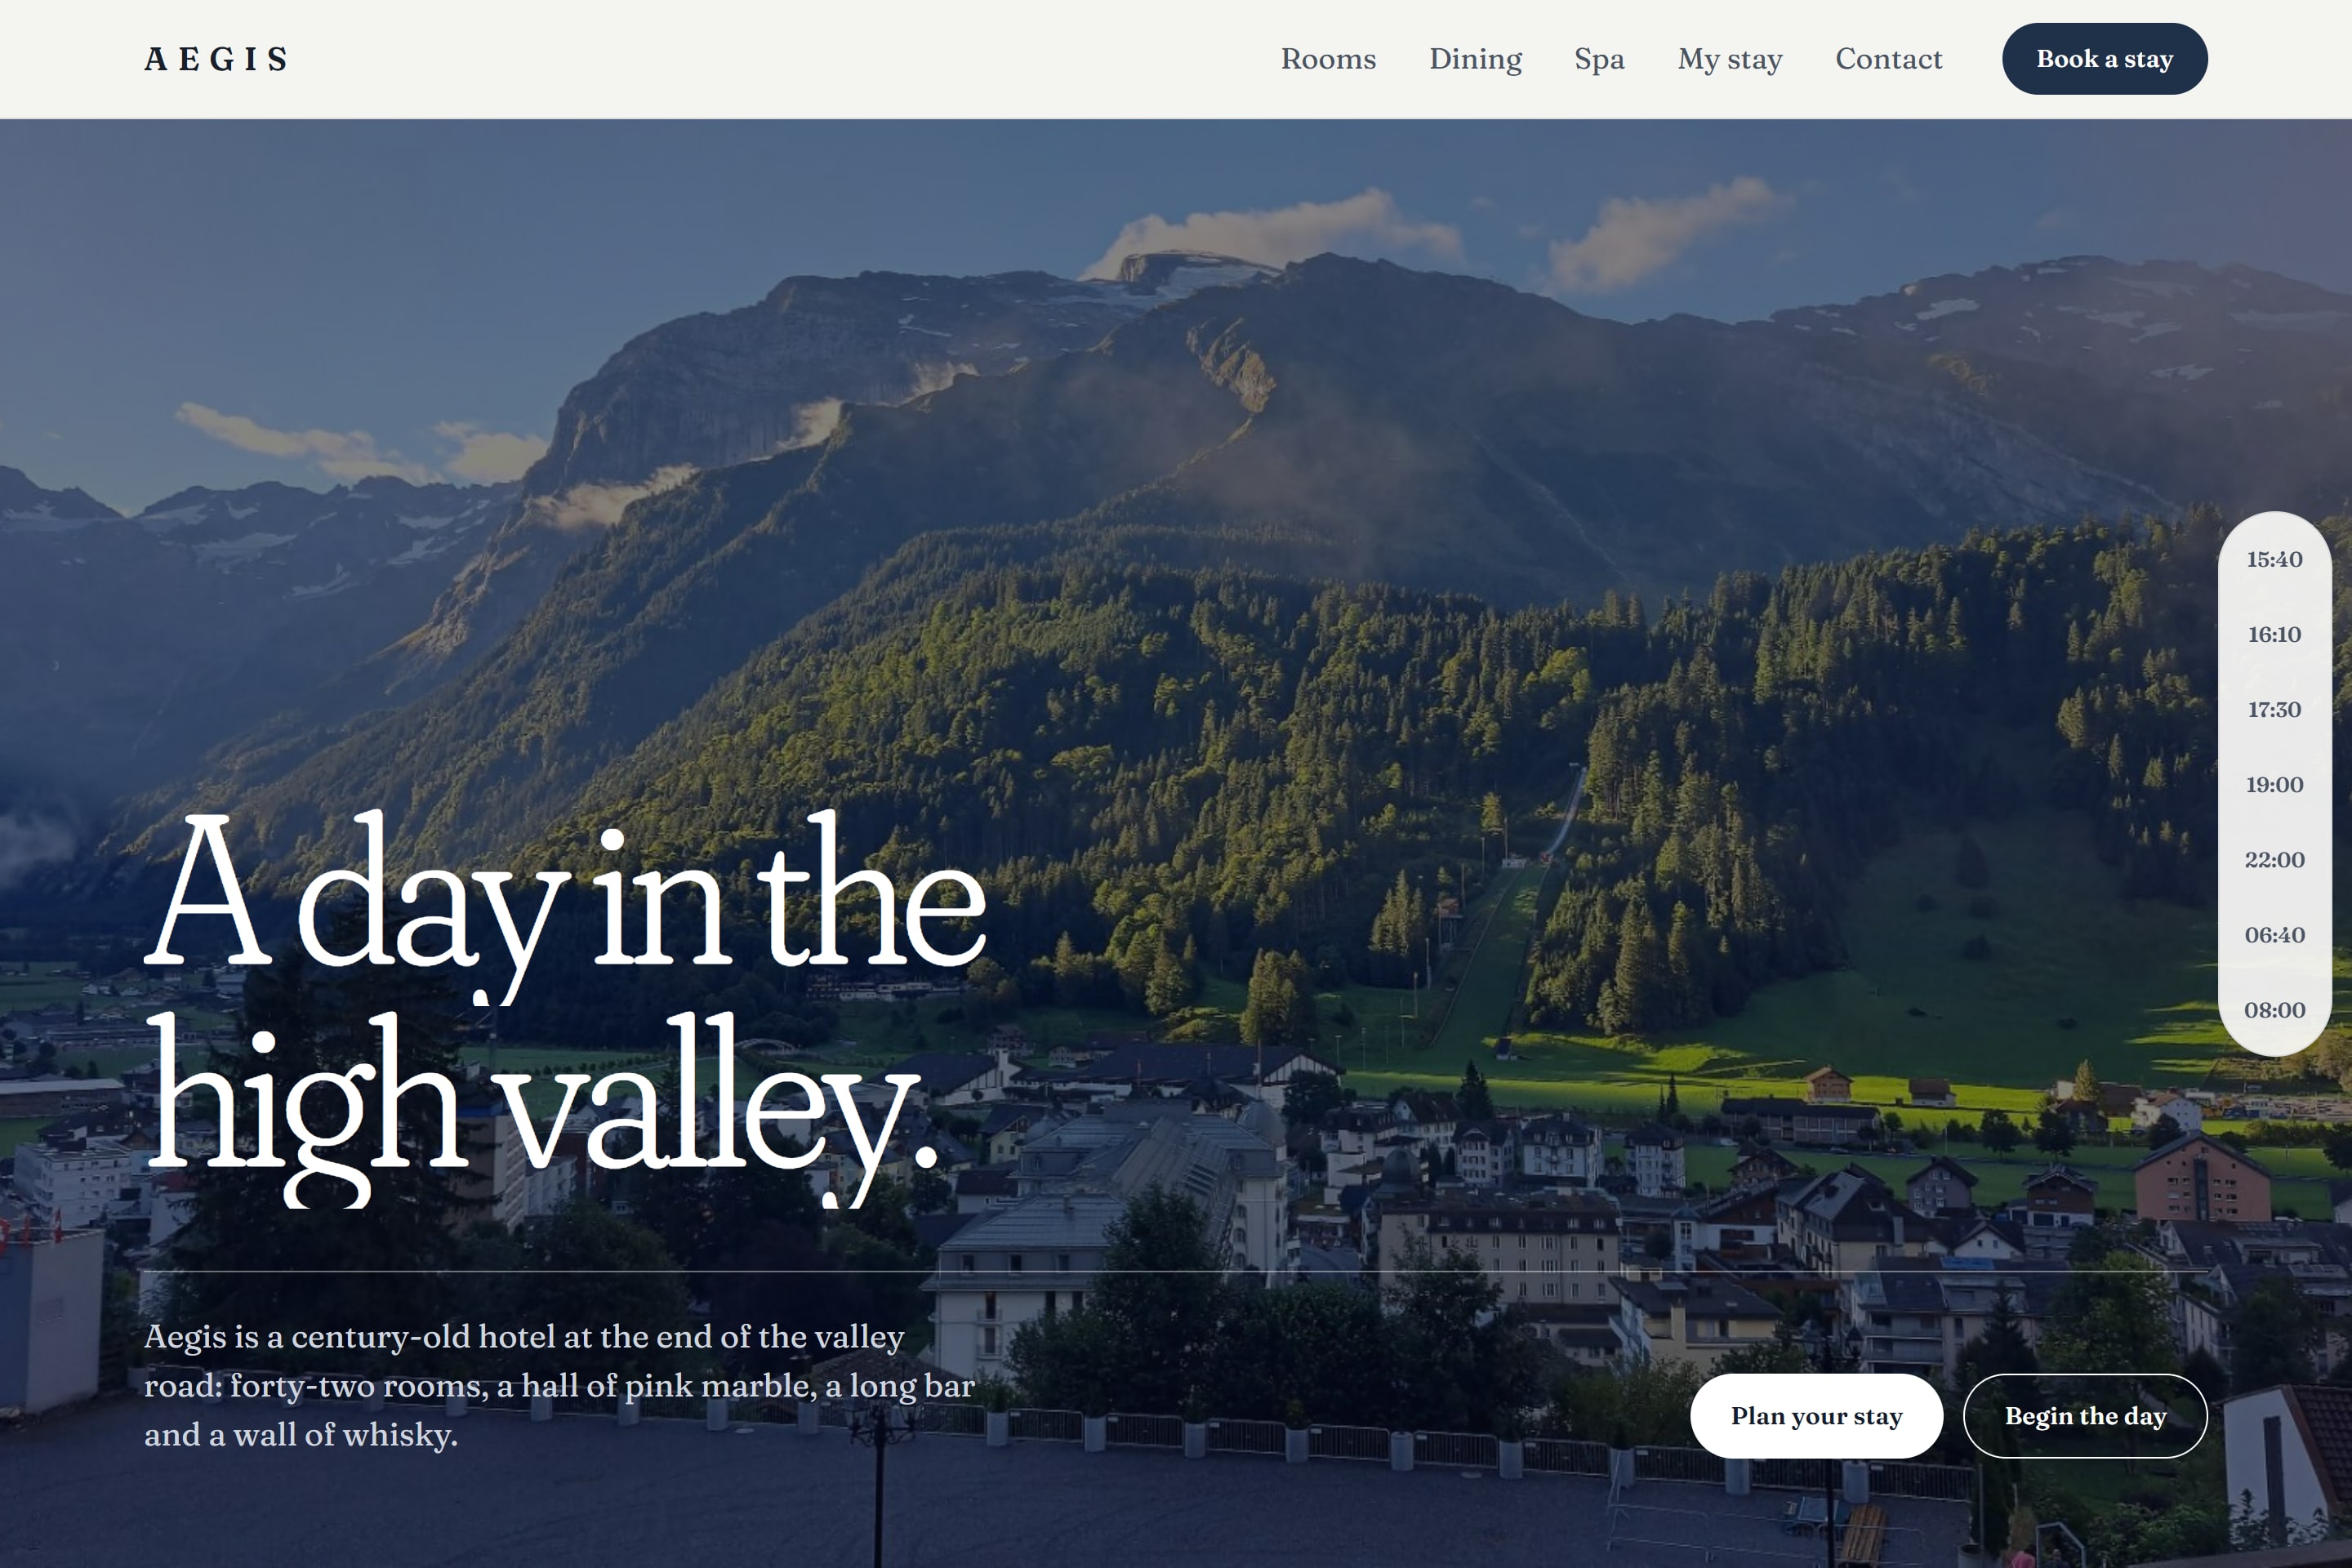 AEGIS
Rooms Dining Spa My stay Contact Book a stay
A day in the
high valley.
Aegis is a century-old hotel at the end of the valley
road: forty-two rooms, a hall of pink marble, a long bar
and a wall of whisky.
Plan your stay Begin the day
15:40
16:10
17:30
19:00
22:00
06:40
08:00